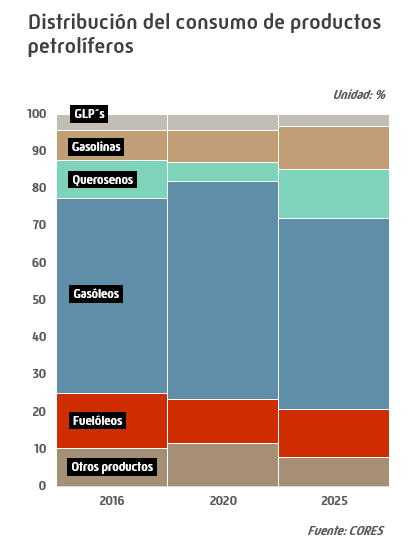 Distribución del consumo de productos
petrolíferos
Unidad: %
100
90
80
70
60
50
40
30
20
10
0
GLP´s
Gasolinas
Querosenos
Gasóleos
Fuelóleos
Otros productos
2016
2020
2025
Fuente: CORES